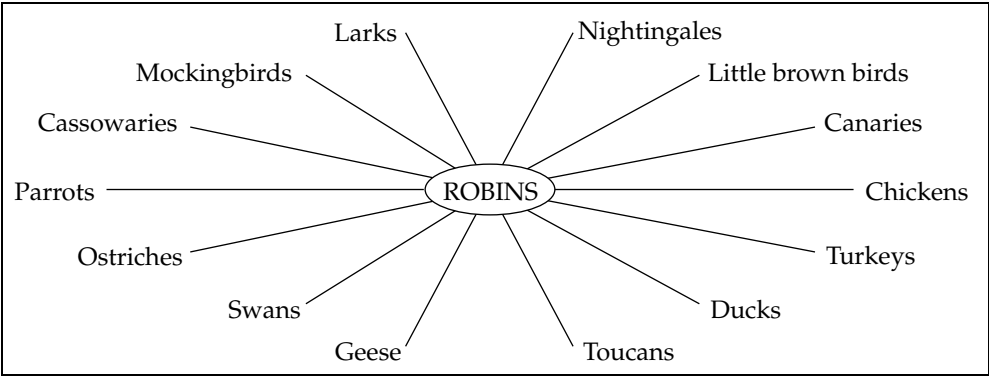 Larks
Nightingales
Mockingbirds
Little brown birds
Cassowaries
Canaries
Parrots
ROBINS
Chickens
Ostriches
Turkeys
Swans
Ducks
Geese
Toucans